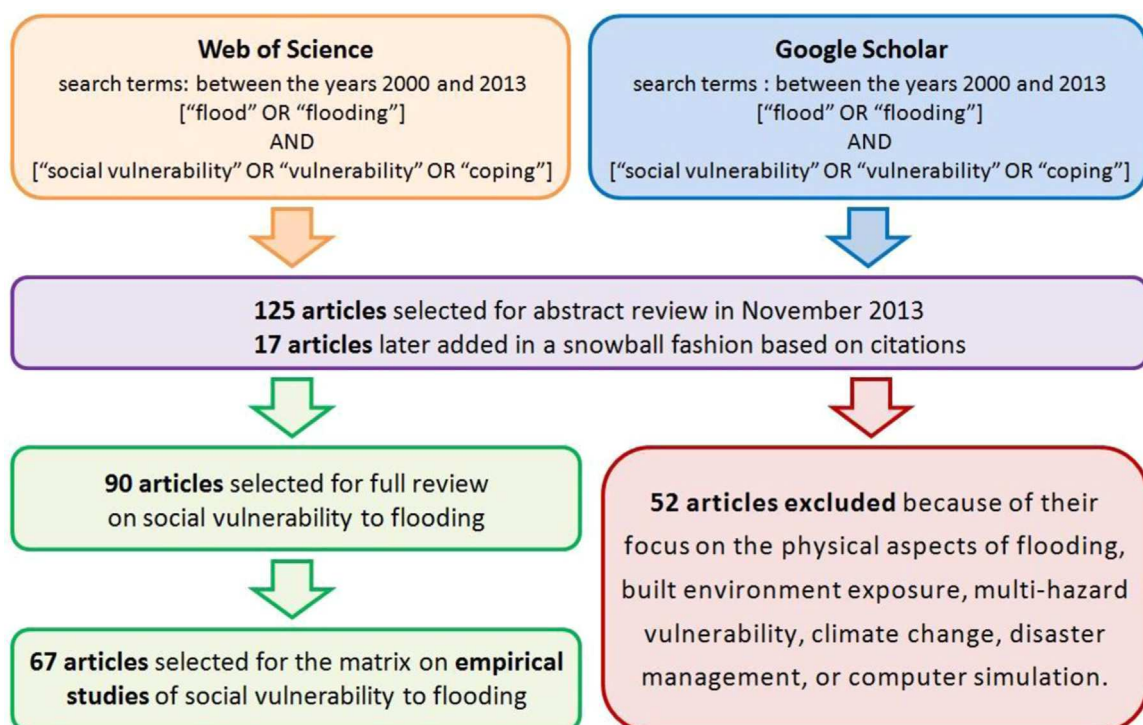 Web of Science
search terms: between the years 2000 and 2013
[“flood” OR “flooding”]
AND
[“social vulnerability” OR “vulnerability” OR “coping”]
Google Scholar
search terms : between the years 2000 and 2013
[“flood” OR “flooding”]
AND
[“social vulnerability” OR “vulnerability” OR “coping”]
125 articles selected for abstract review in November 2013
17 articles later added in a snowball fashion based on citations
90 articles selected for full review
on social vulnerability to flooding
52 articles excluded because of their
focus on the physical aspects of flooding,
built environment exposure, multi-hazard
vulnerability, climate change, disaster
management, or computer simulation.
67 articles selected for the matrix on empirical
studies of social vulnerability to flooding